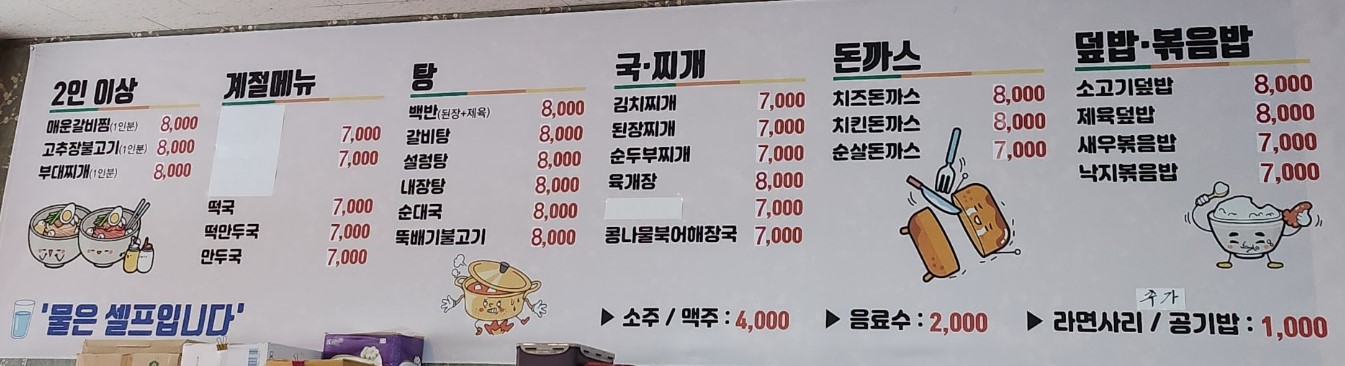 2인 이상
매운갈비찜(1인분) 8,000
고추장불고기(1인분) 8,000
부대찌개(1인분) 8,000
계절메뉴
7,000
7,000
떡국 7,000
떡만두국 7,000
만두국 7,000
탕
백반(된장+제육) 8,000
갈비탕 8,000
설렁탕 8,000
내장탕 8,000
순대국 8,000
뚝배기불고기 8,000
국·찌개
김치찌개 7,000
된장찌개 7,000
순두부찌개 7,000
육개장 8,000
7,000
콩나물북어해장국 7,000
돈까스
치즈돈까스 8,000
치킨돈까스 8,000
순살돈까스 7,000
덮밥·볶음밥
소고기덮밥 8,000
제육덮밥 8,000
새우볶음밥 7,000
낙지볶음밥 7,000
'물은 셀프입니다'
▶ 소주 / 맥주 : 4,000
▶ 음료수 : 2,000
추가
▶ 라면사리 / 공기밥 : 1,000